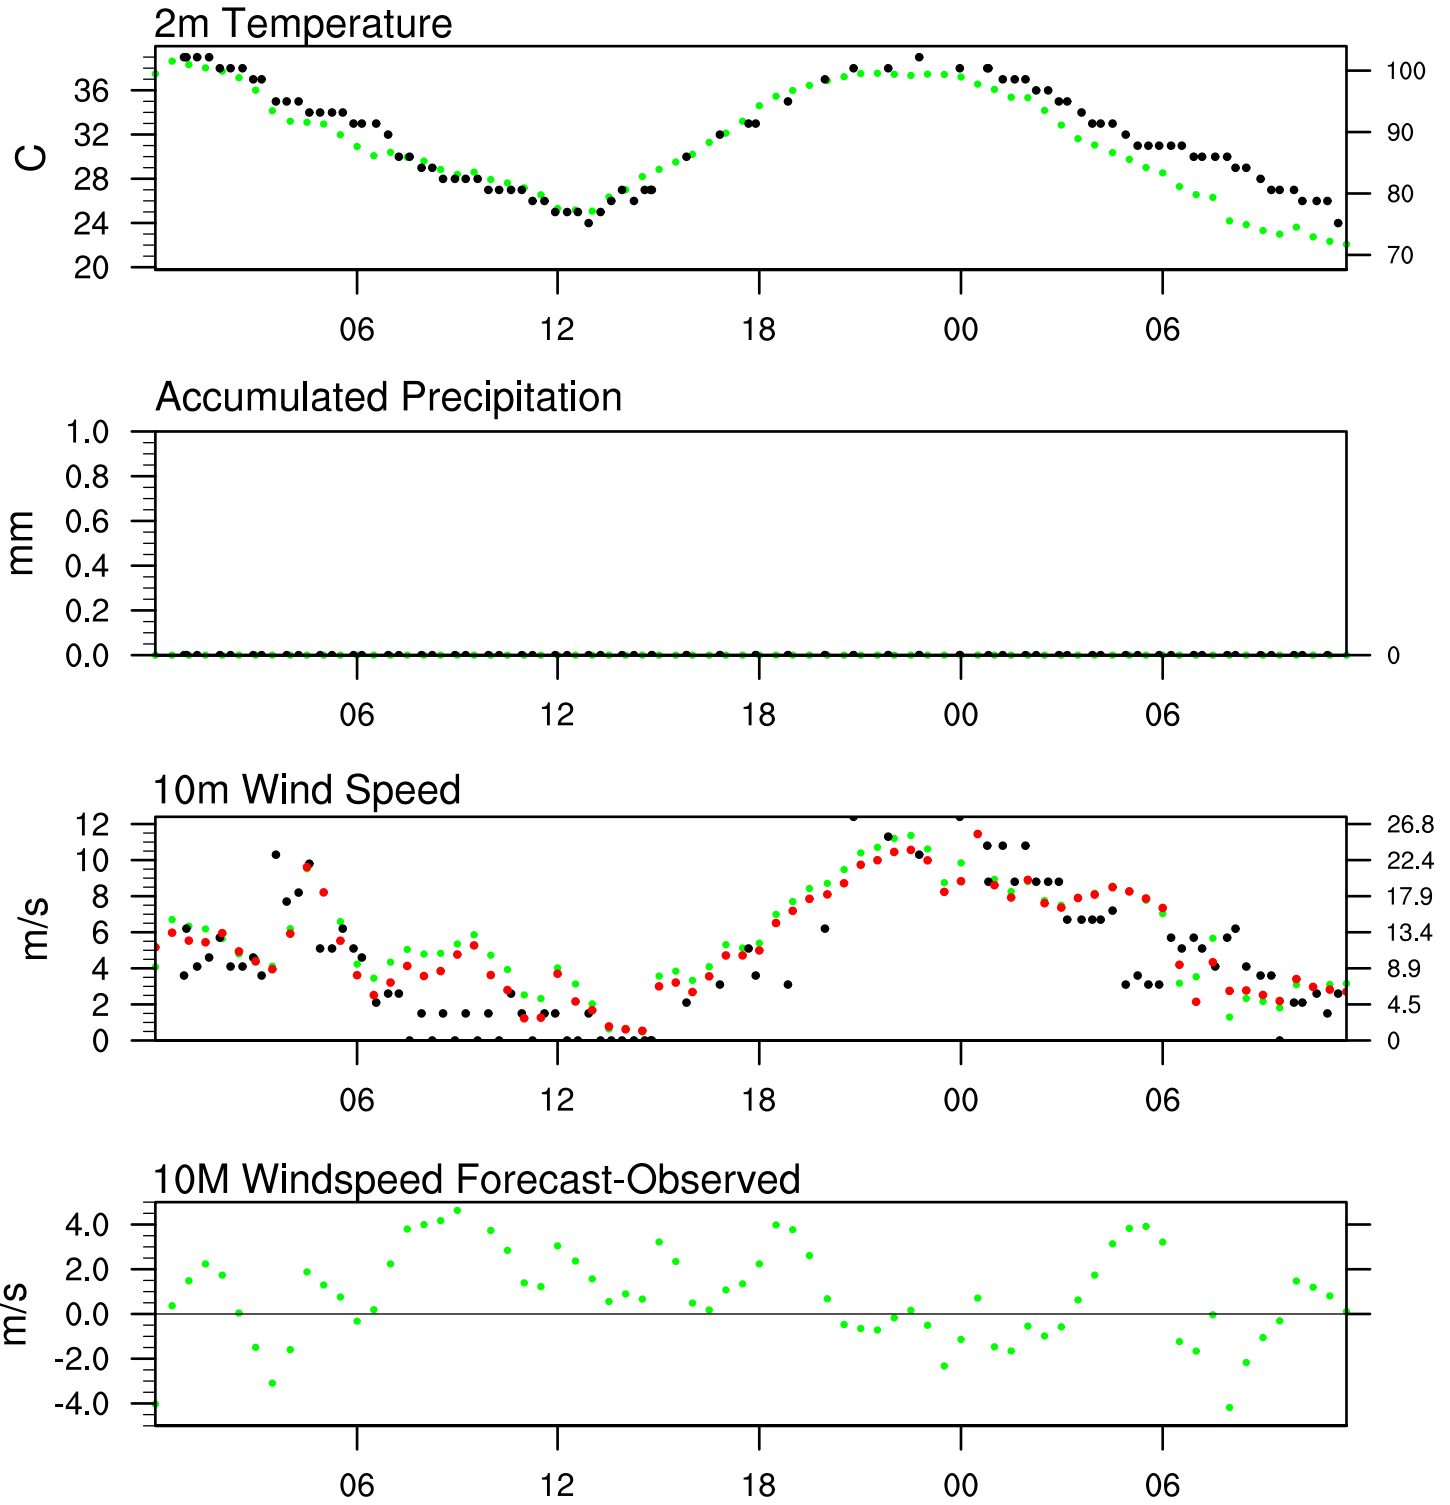 2m Temperature
C
36
32
28
24
20
100
90
80
70
06 12 18 00 06
Accumulated Precipitation
mm
1.0
0.8
0.6
0.4
0.2
0.0
0
06 12 18 00 06
10m Wind Speed
m/s
12
10
8
6
4
2
0
26.8
22.4
17.9
13.4
8.9
4.5
0
06 12 18 00 06
10M Windspeed Forecast-Observed
m/s
4.0
2.0
0.0
-2.0
-4.0
06 12 18 00 06